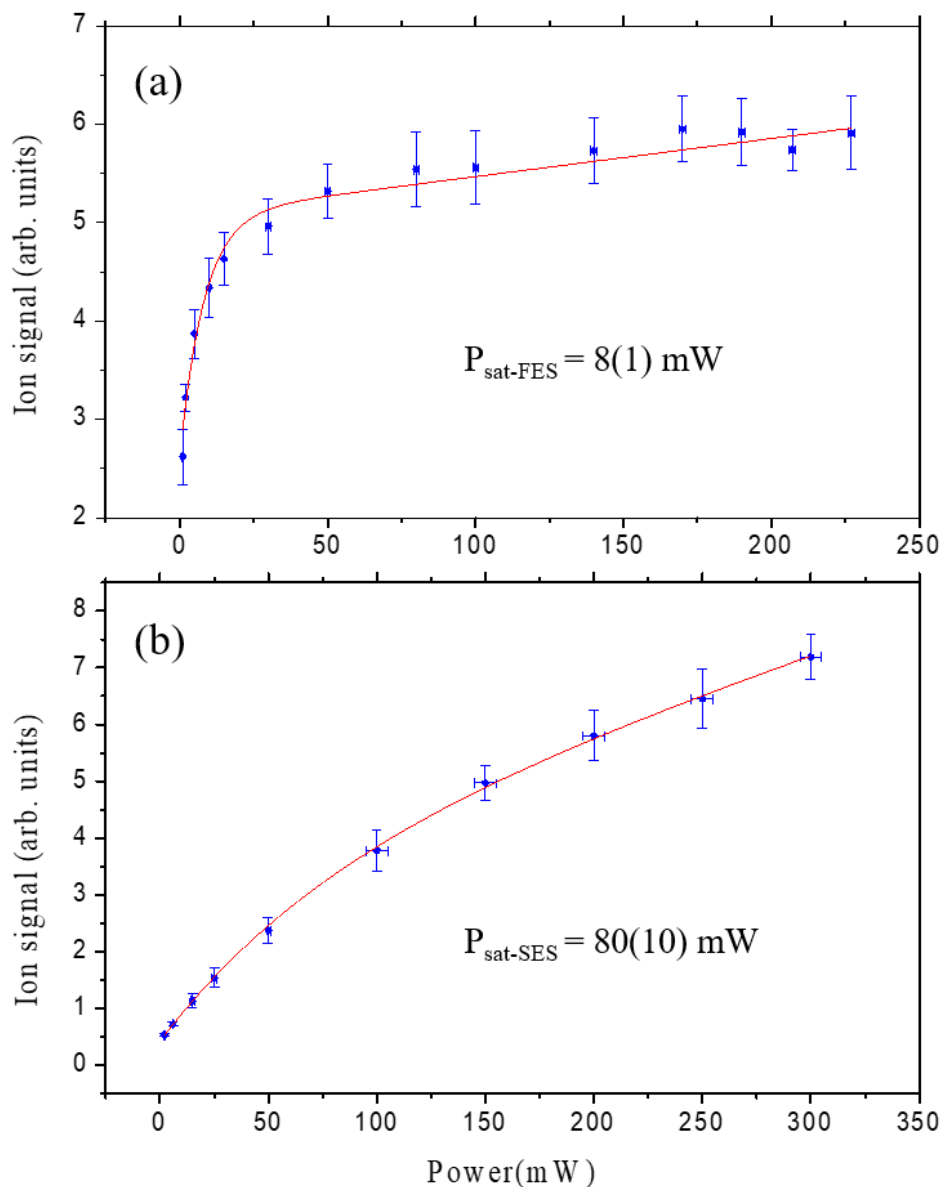 7
6
5
4
3
2
Ion signal (arb. units)
(a)
P_sat-FES = 8(1) mW
0 50 100 150 200 250
8
7
6
5
4
3
2
1
0
Ion signal (arb. units)
(b)
P_sat-SES = 80(10) mW
0 50 100 150 200 250 300 350
Power(mW)